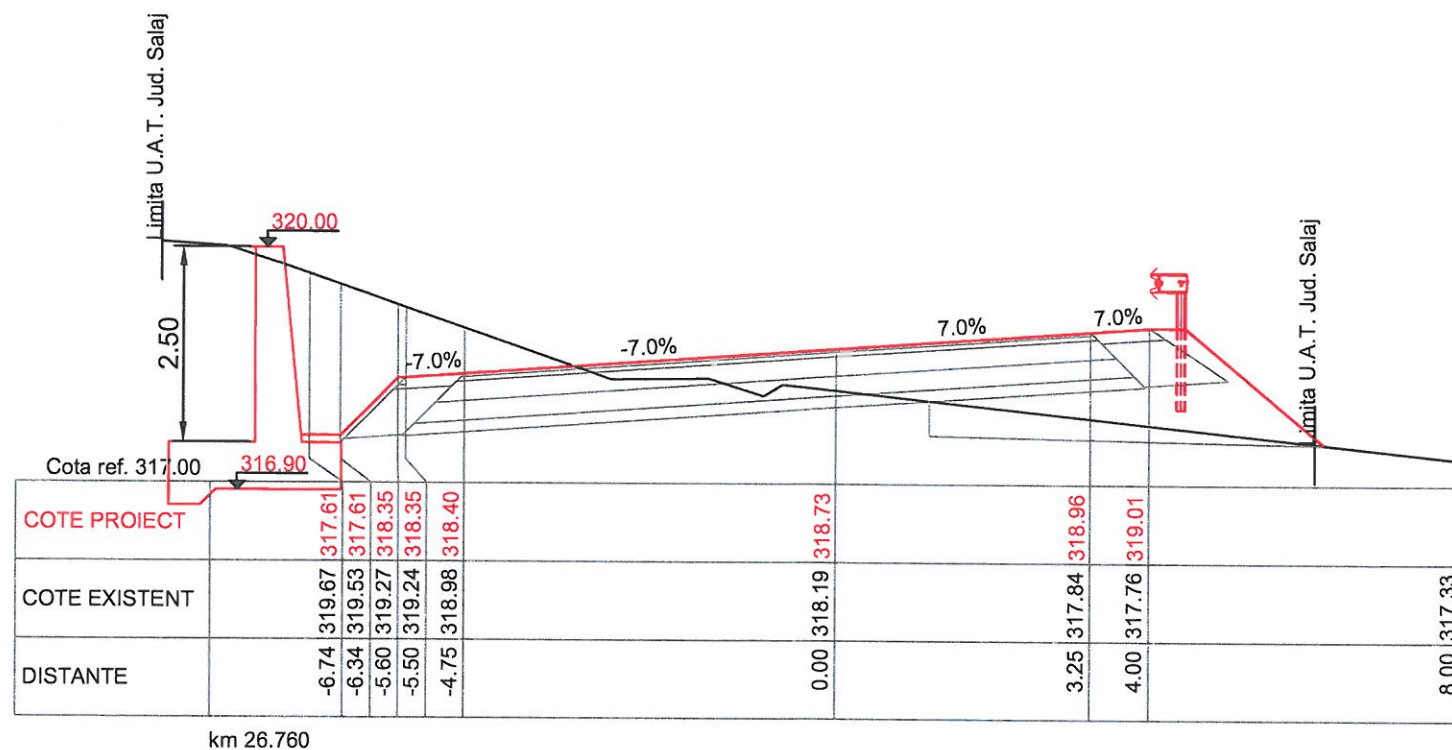 Limita U.A.T. Jud. Salaj
320.00
2.50
-7.0%
-7.0%
7.0%
7.0%
imita U.A.T. Jud. Salaj
Cota ref. 317.00
316.90
COTE PROIECT 317.61 317.61 318.35 318.35 318.40 318.73 318.96 319.01
COTE EXISTENT 319.67 319.53 319.27 319.24 318.98 318.19 317.84 317.76 317.33
DISTANTE -6.74 -6.34 -5.60 -5.50 -4.75 0.00 3.25 4.00 8.00
km 26.760